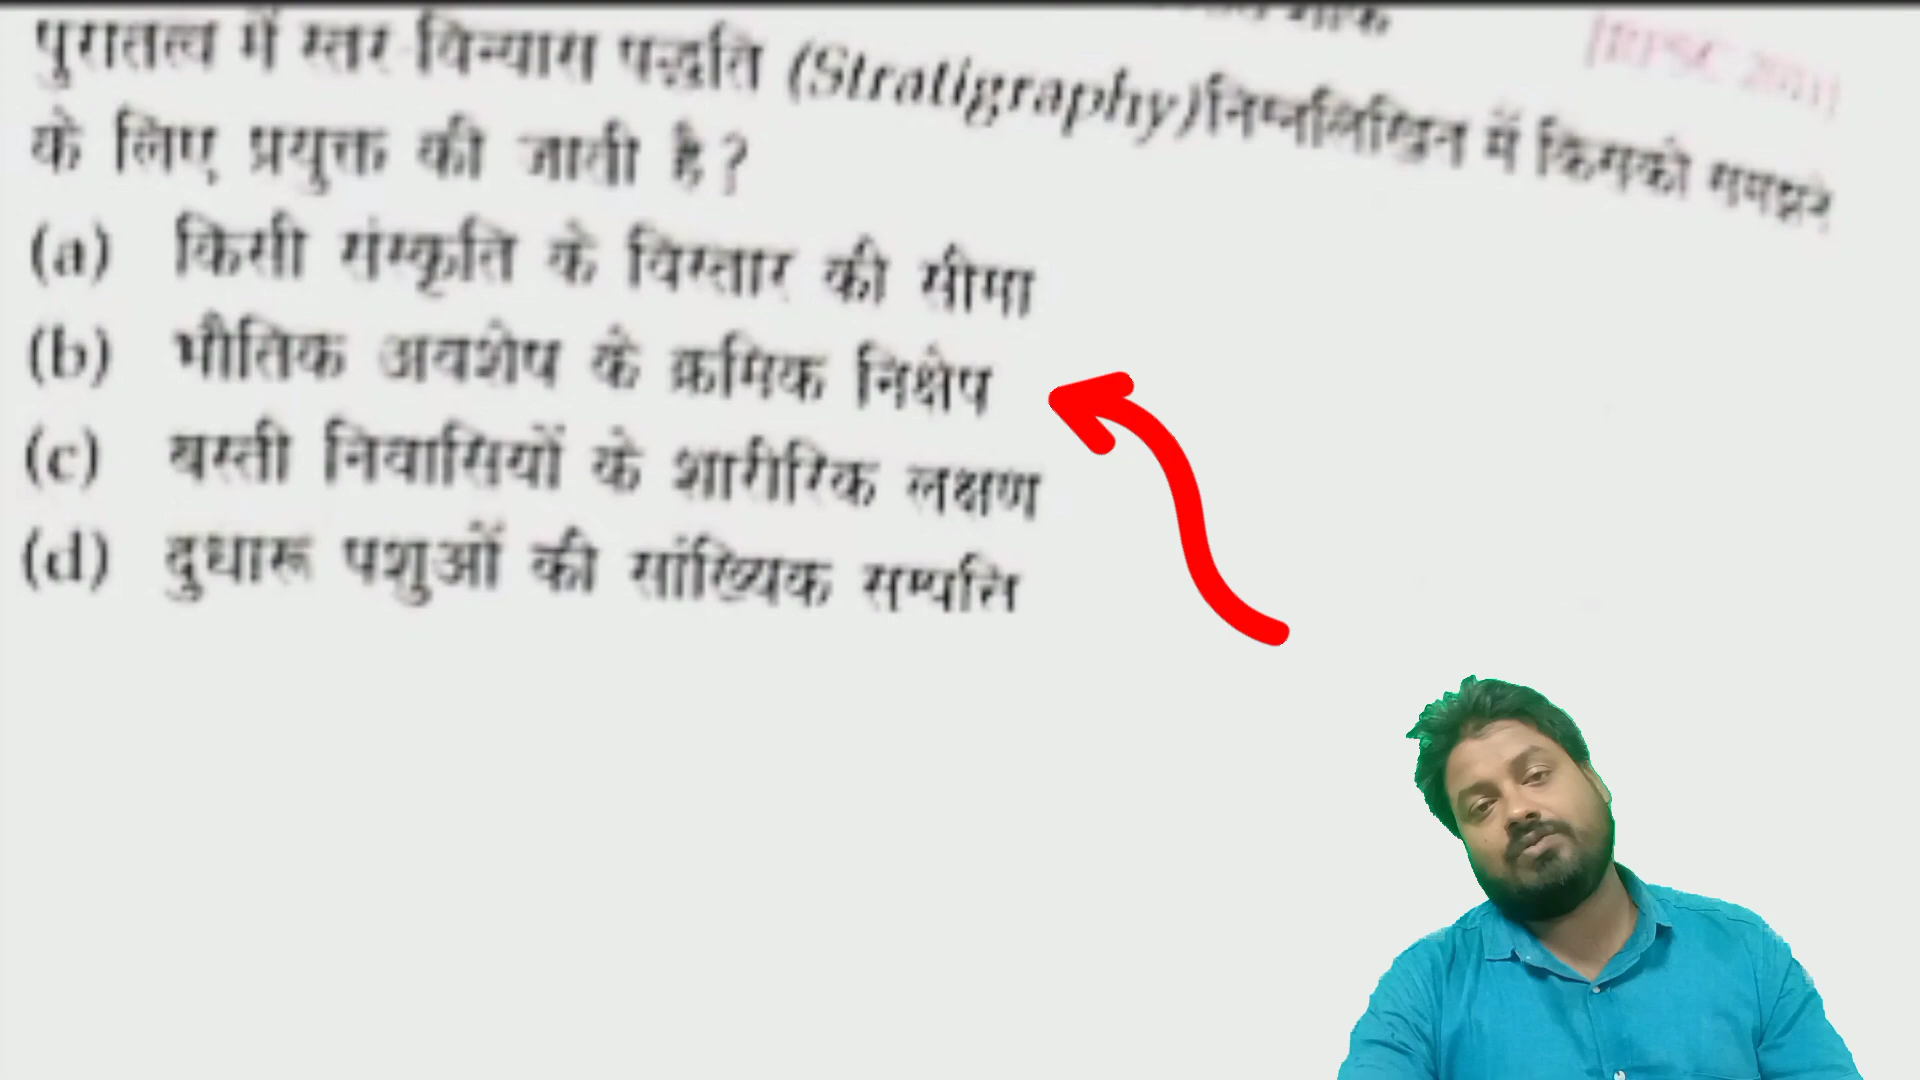 पुरातत्व में स्तर-विन्यास पद्धति (Stratigraphy) निम्नलिखित में किसको समझने
के लिए प्रयुक्त की जाती है?
(a) किसी संस्कृति के विस्तार की सीमा
(b) भौतिक अवशेष के क्रमिक निक्षेप
(c) बस्ती निवासियों के शारीरिक लक्षण
(d) दुधारू पशुओं की सांख्यिक सम्पत्ति